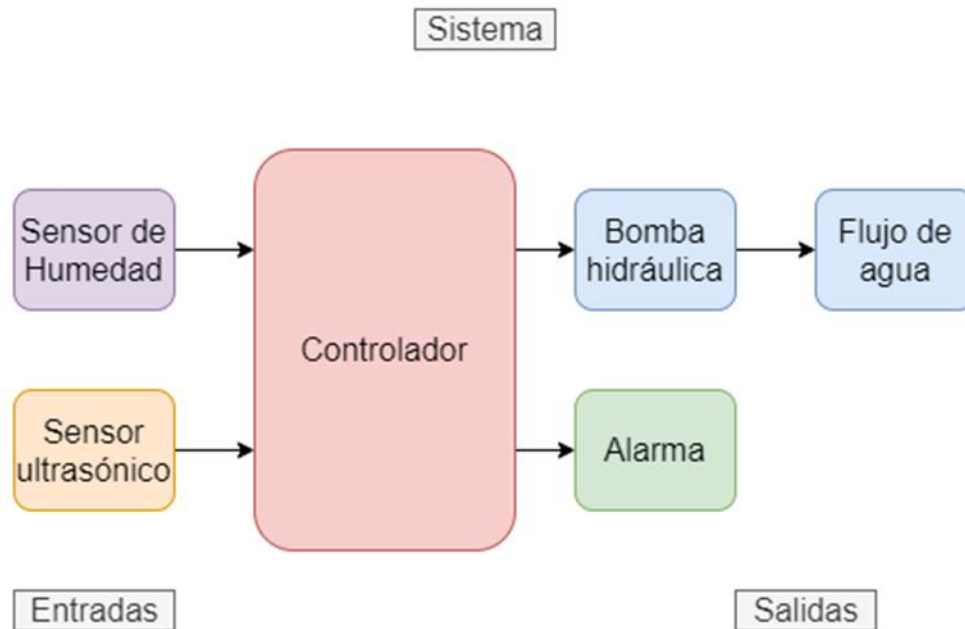 Sistema
Sensor de
Humedad
Bomba
hidráulica
Flujo de
agua
Controlador
Sensor
ultrasónico
Alarma
Entradas
Salidas